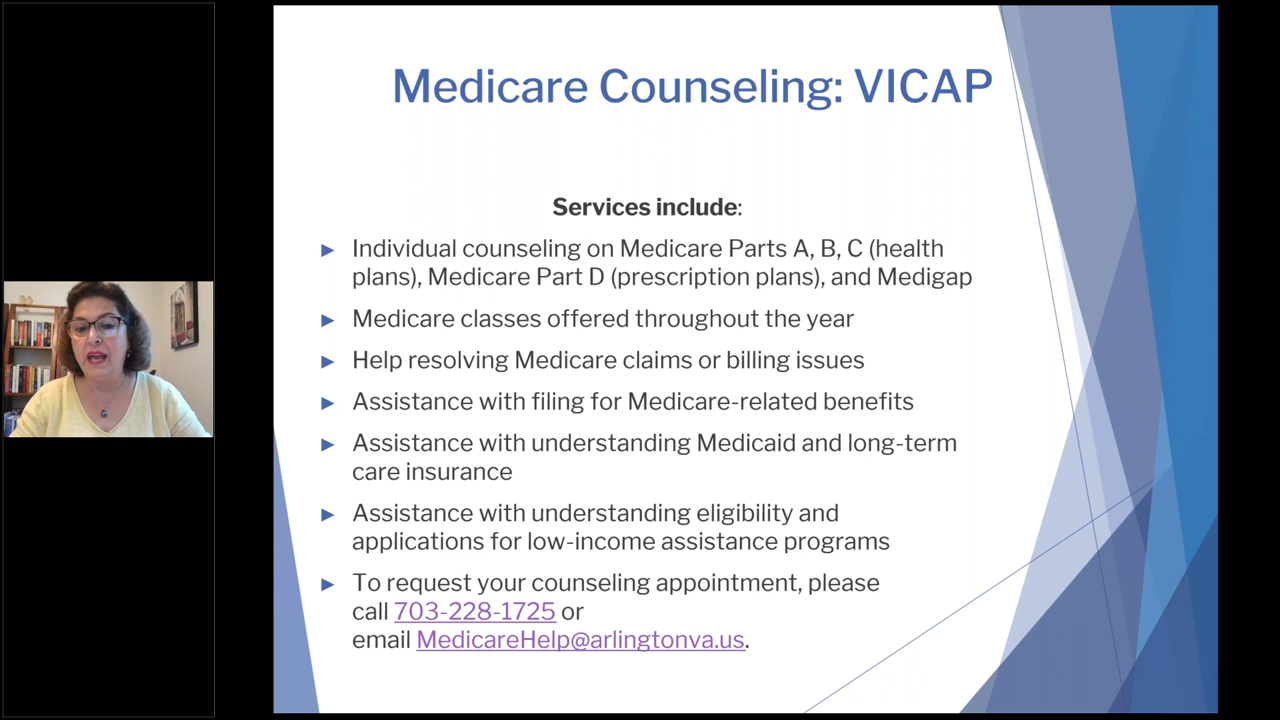 Medicare Counseling: VICAP
Services include:
Individual counseling on Medicare Parts A, B, C (health
plans), Medicare Part D (prescription plans), and Medigap
Medicare classes offered throughout the year
Help resolving Medicare claims or billing issues
Assistance with filing for Medicare-related benefits
Assistance with understanding Medicaid and long-term
care insurance
Assistance with understanding eligibility and
applications for low-income assistance programs
To request your counseling appointment, please
call 703-228-1725 or
email MedicareHelp@arlingtonva.us.